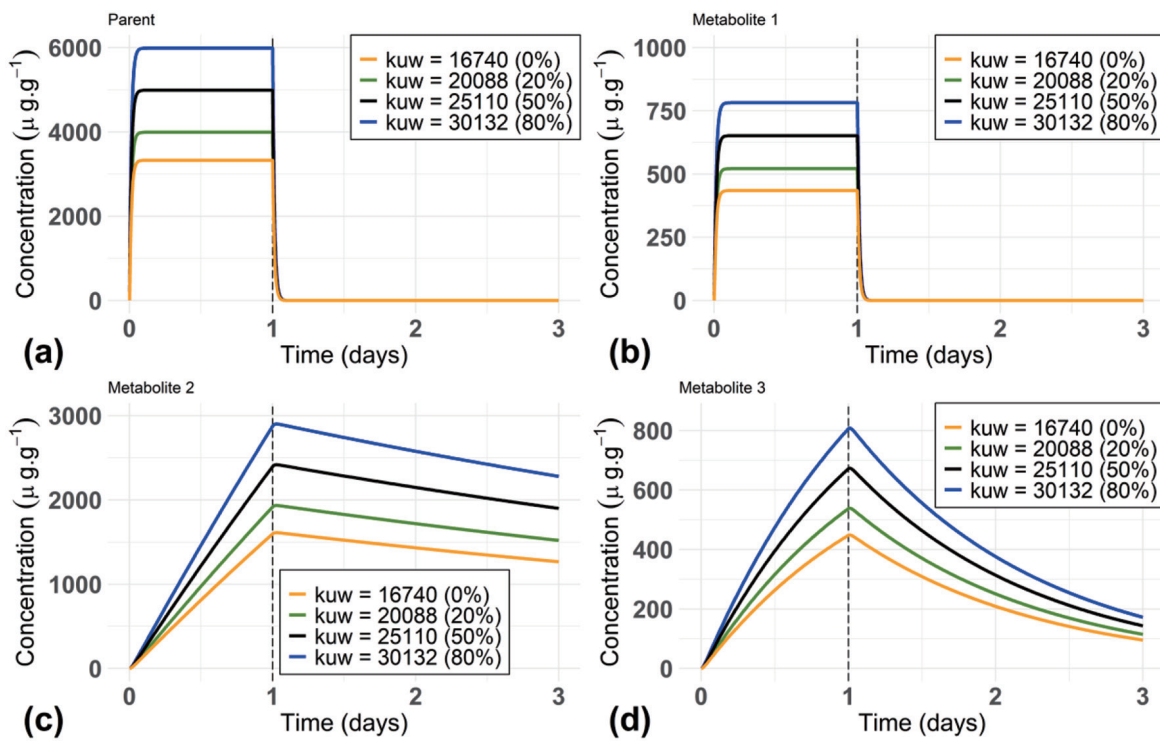 Parent
Concentration (μ g.g⁻¹)
6000
4000
2000
0
kuw = 16740 (0%)
kuw = 20088 (20%)
kuw = 25110 (50%)
kuw = 30132 (80%)
0 1 2 3
Time (days)
(a)
Metabolite 1
Concentration (μ g.g⁻¹)
1000
750
500
250
0
kuw = 16740 (0%)
kuw = 20088 (20%)
kuw = 25110 (50%)
kuw = 30132 (80%)
0 1 2 3
Time (days)
(b)
Metabolite 2
Concentration (μ g.g⁻¹)
3000
2000
1000
0
kuw = 16740 (0%)
kuw = 20088 (20%)
kuw = 25110 (50%)
kuw = 30132 (80%)
0 1 2 3
Time (days)
(c)
Metabolite 3
Concentration (μ g.g⁻¹)
800
600
400
200
0
kuw = 16740 (0%)
kuw = 20088 (20%)
kuw = 25110 (50%)
kuw = 30132 (80%)
0 1 2 3
Time (days)
(d)